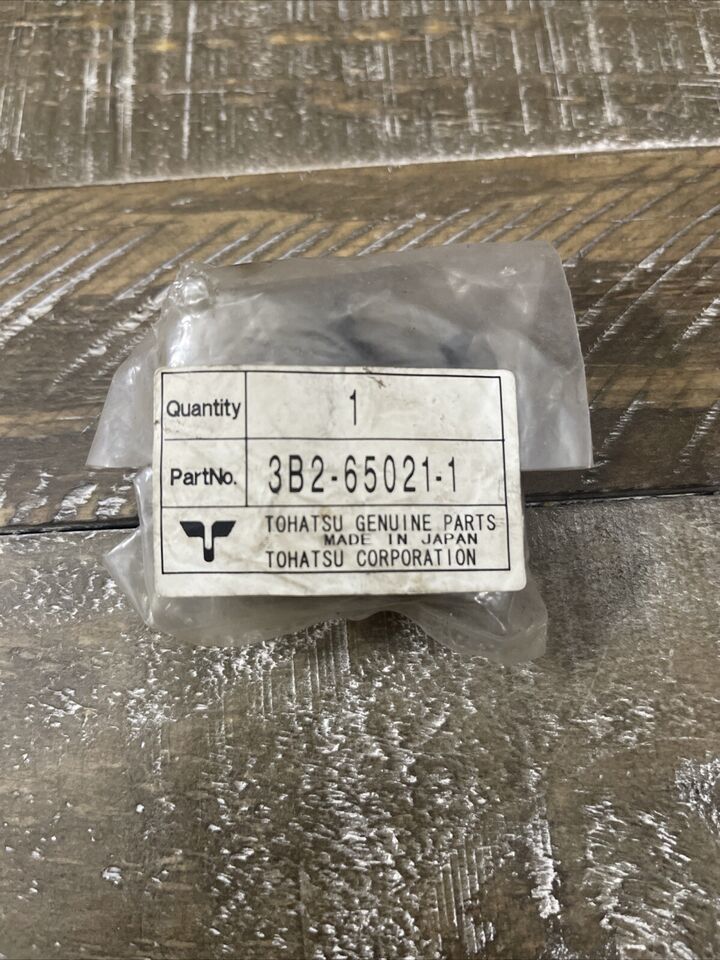 Quantity 1
PartNo. 3B2-65021-1
TOHATSU GENUINE PARTS
MADE IN JAPAN
TOHATSU CORPORATION